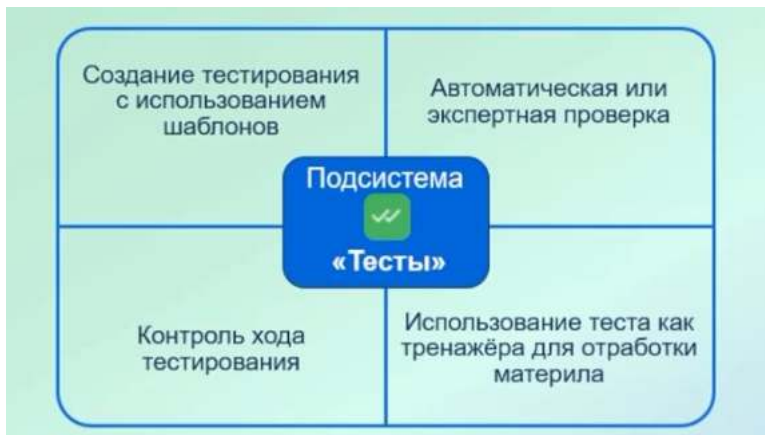 Создание тестирования
с использованием
шаблонов
Автоматическая или
экспертная проверка
Подсистема
«Тесты»
Контроль хода
тестирования
Использование теста как
тренажёра для отработки
материла